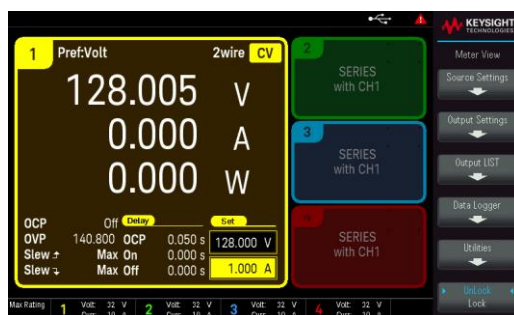 KEYSIGHT
TECHNOLOGIES
1 Pref:Volt 2wire CV
128.005 V
0.000 A
0.000 W
OCP Off Delay Set
OVP 140.800 OCP 0.050 s 128.000 V
Slew Max On 0.000 s
Slew Max Off 0.000 s 1.000 A
2
SERIES
with CH1
3
SERIES
with CH1
4
SERIES
with CH1
Meter View
Source Settings
Output Settings
Output LIST
Data Logger
Utilities
UnLock
Lock
Max Rating 1 Volt: 32 V 2 Volt: 32 V 3 Volt: 32 V 4 Volt: 32 V